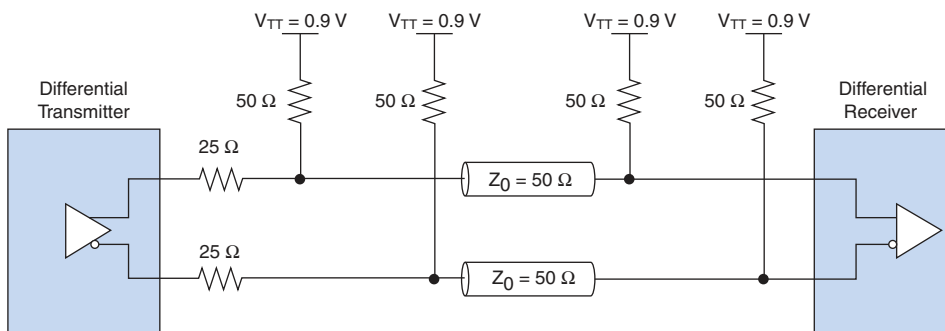 V_TT = 0.9 V V_TT = 0.9 V V_TT = 0.9 V V_TT = 0.9 V
Differential
Transmitter
50 Ω 50 Ω 50 Ω 50 Ω
Differential
Receiver
25 Ω
Z_0 = 50 Ω
25 Ω
Z_0 = 50 Ω